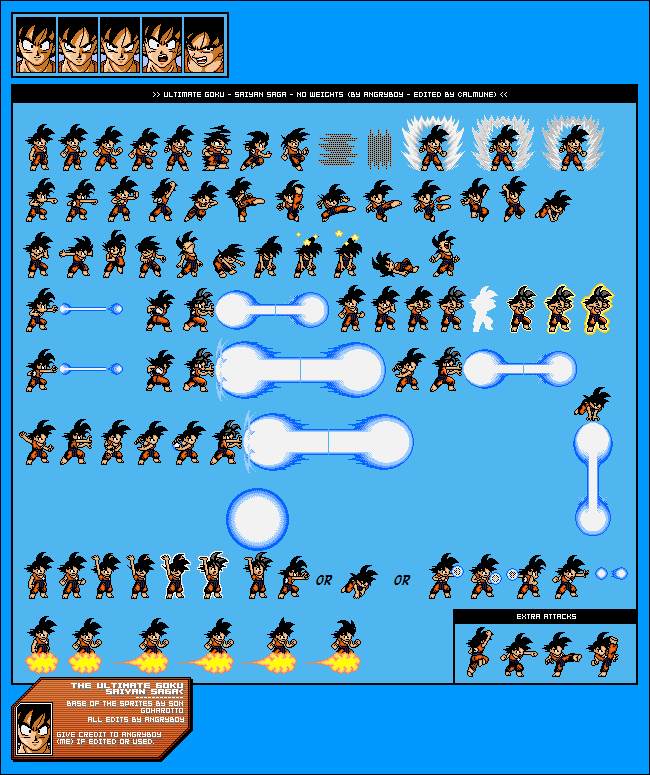 >> ULTIMATE GOKU - SAIYAN SAGA - NO WEIGHTS (BY ANGRYBOY - EDITED BY CALMUNE) <<
OR
OR
EXTRA ATTACKS
THE ULTIMATE GOKU
SAIYAN SAGA<
BASE OF THE SPRITES BY SON
GOHAROTTO
ALL EDITS BY ANGRYBOY
GIVE CREDIT TO ANGRYBOY
(ME) IF EDITED OR USED.